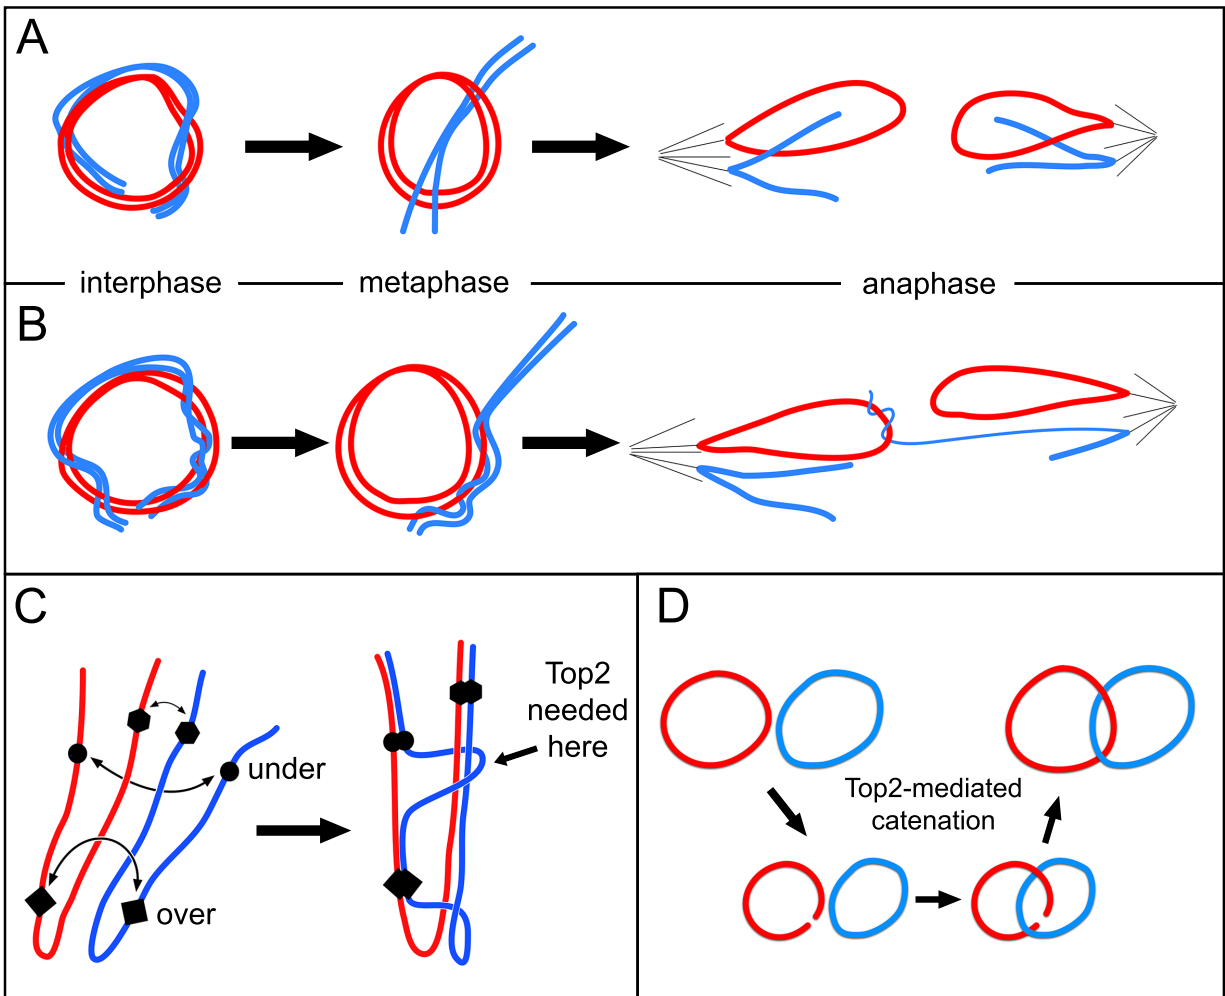 A
interphase
metaphase
anaphase
B
C
under
over
Top2
needed
here
D
Top2-mediated
catenation